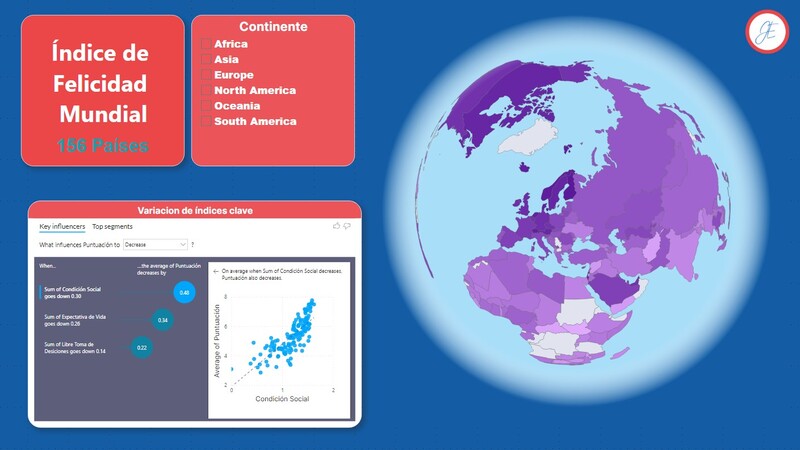 Índice de
Felicidad
Mundial
156 Países
Continente
Africa
Asia
Europe
North America
Oceania
South America
Variacion de índices clave
Key influencers Top segments
What Influences Puntuación to Decrease ?
When...
...the average of Puntuación
decreases by
Sum of Condición Social
goes down 0.30
0.49
Sum of Expectativa de Vida
goes down 0.26
0.34
Sum of Libre Toma de
Desiciones goes down 0.14
0.22
On average when Sum of Condición Social decreases,
Puntuación also decreases.
Average of Puntuación
8
6
4
2
0
1
2
Condición Social